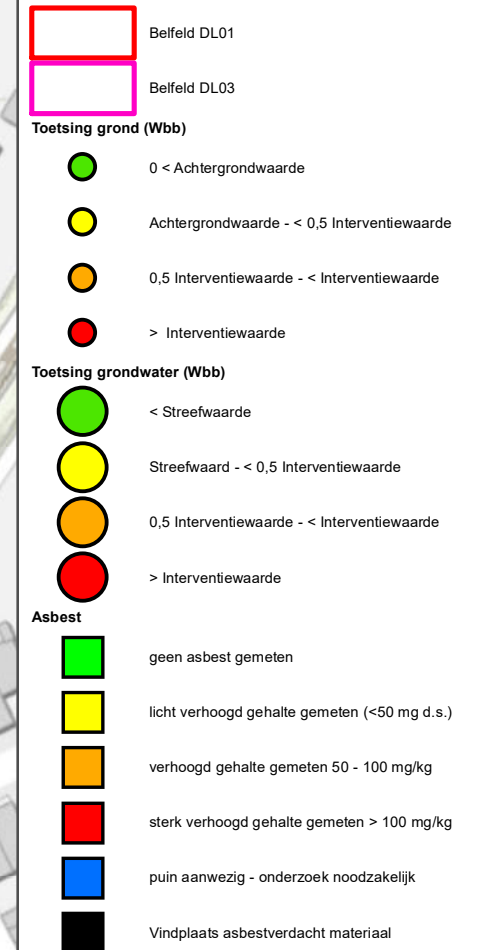 Belfeld DL01
Belfeld DL03
Toetsing grond (Wbb)
0 < Achtergrondwaarde
Achtergrondwaarde - < 0,5 Interventiewaarde
0,5 Interventiewaarde - < Interventiewaarde
> Interventiewaarde
Toetsing grondwater (Wbb)
< Streefwaarde
Streefwaard - < 0,5 Interventiewaarde
0,5 Interventiewaarde - < Interventiewaarde
> Interventiewaarde
Asbest
geen asbest gemeten
licht verhoogd gehalte gemeten (<50 mg d.s.)
verhoogd gehalte gemeten 50 - 100 mg/kg
sterk verhoogd gehalte gemeten > 100 mg/kg
puin aanwezig - onderzoek noodzakelijk
Vindplaats asbestverdacht materiaal